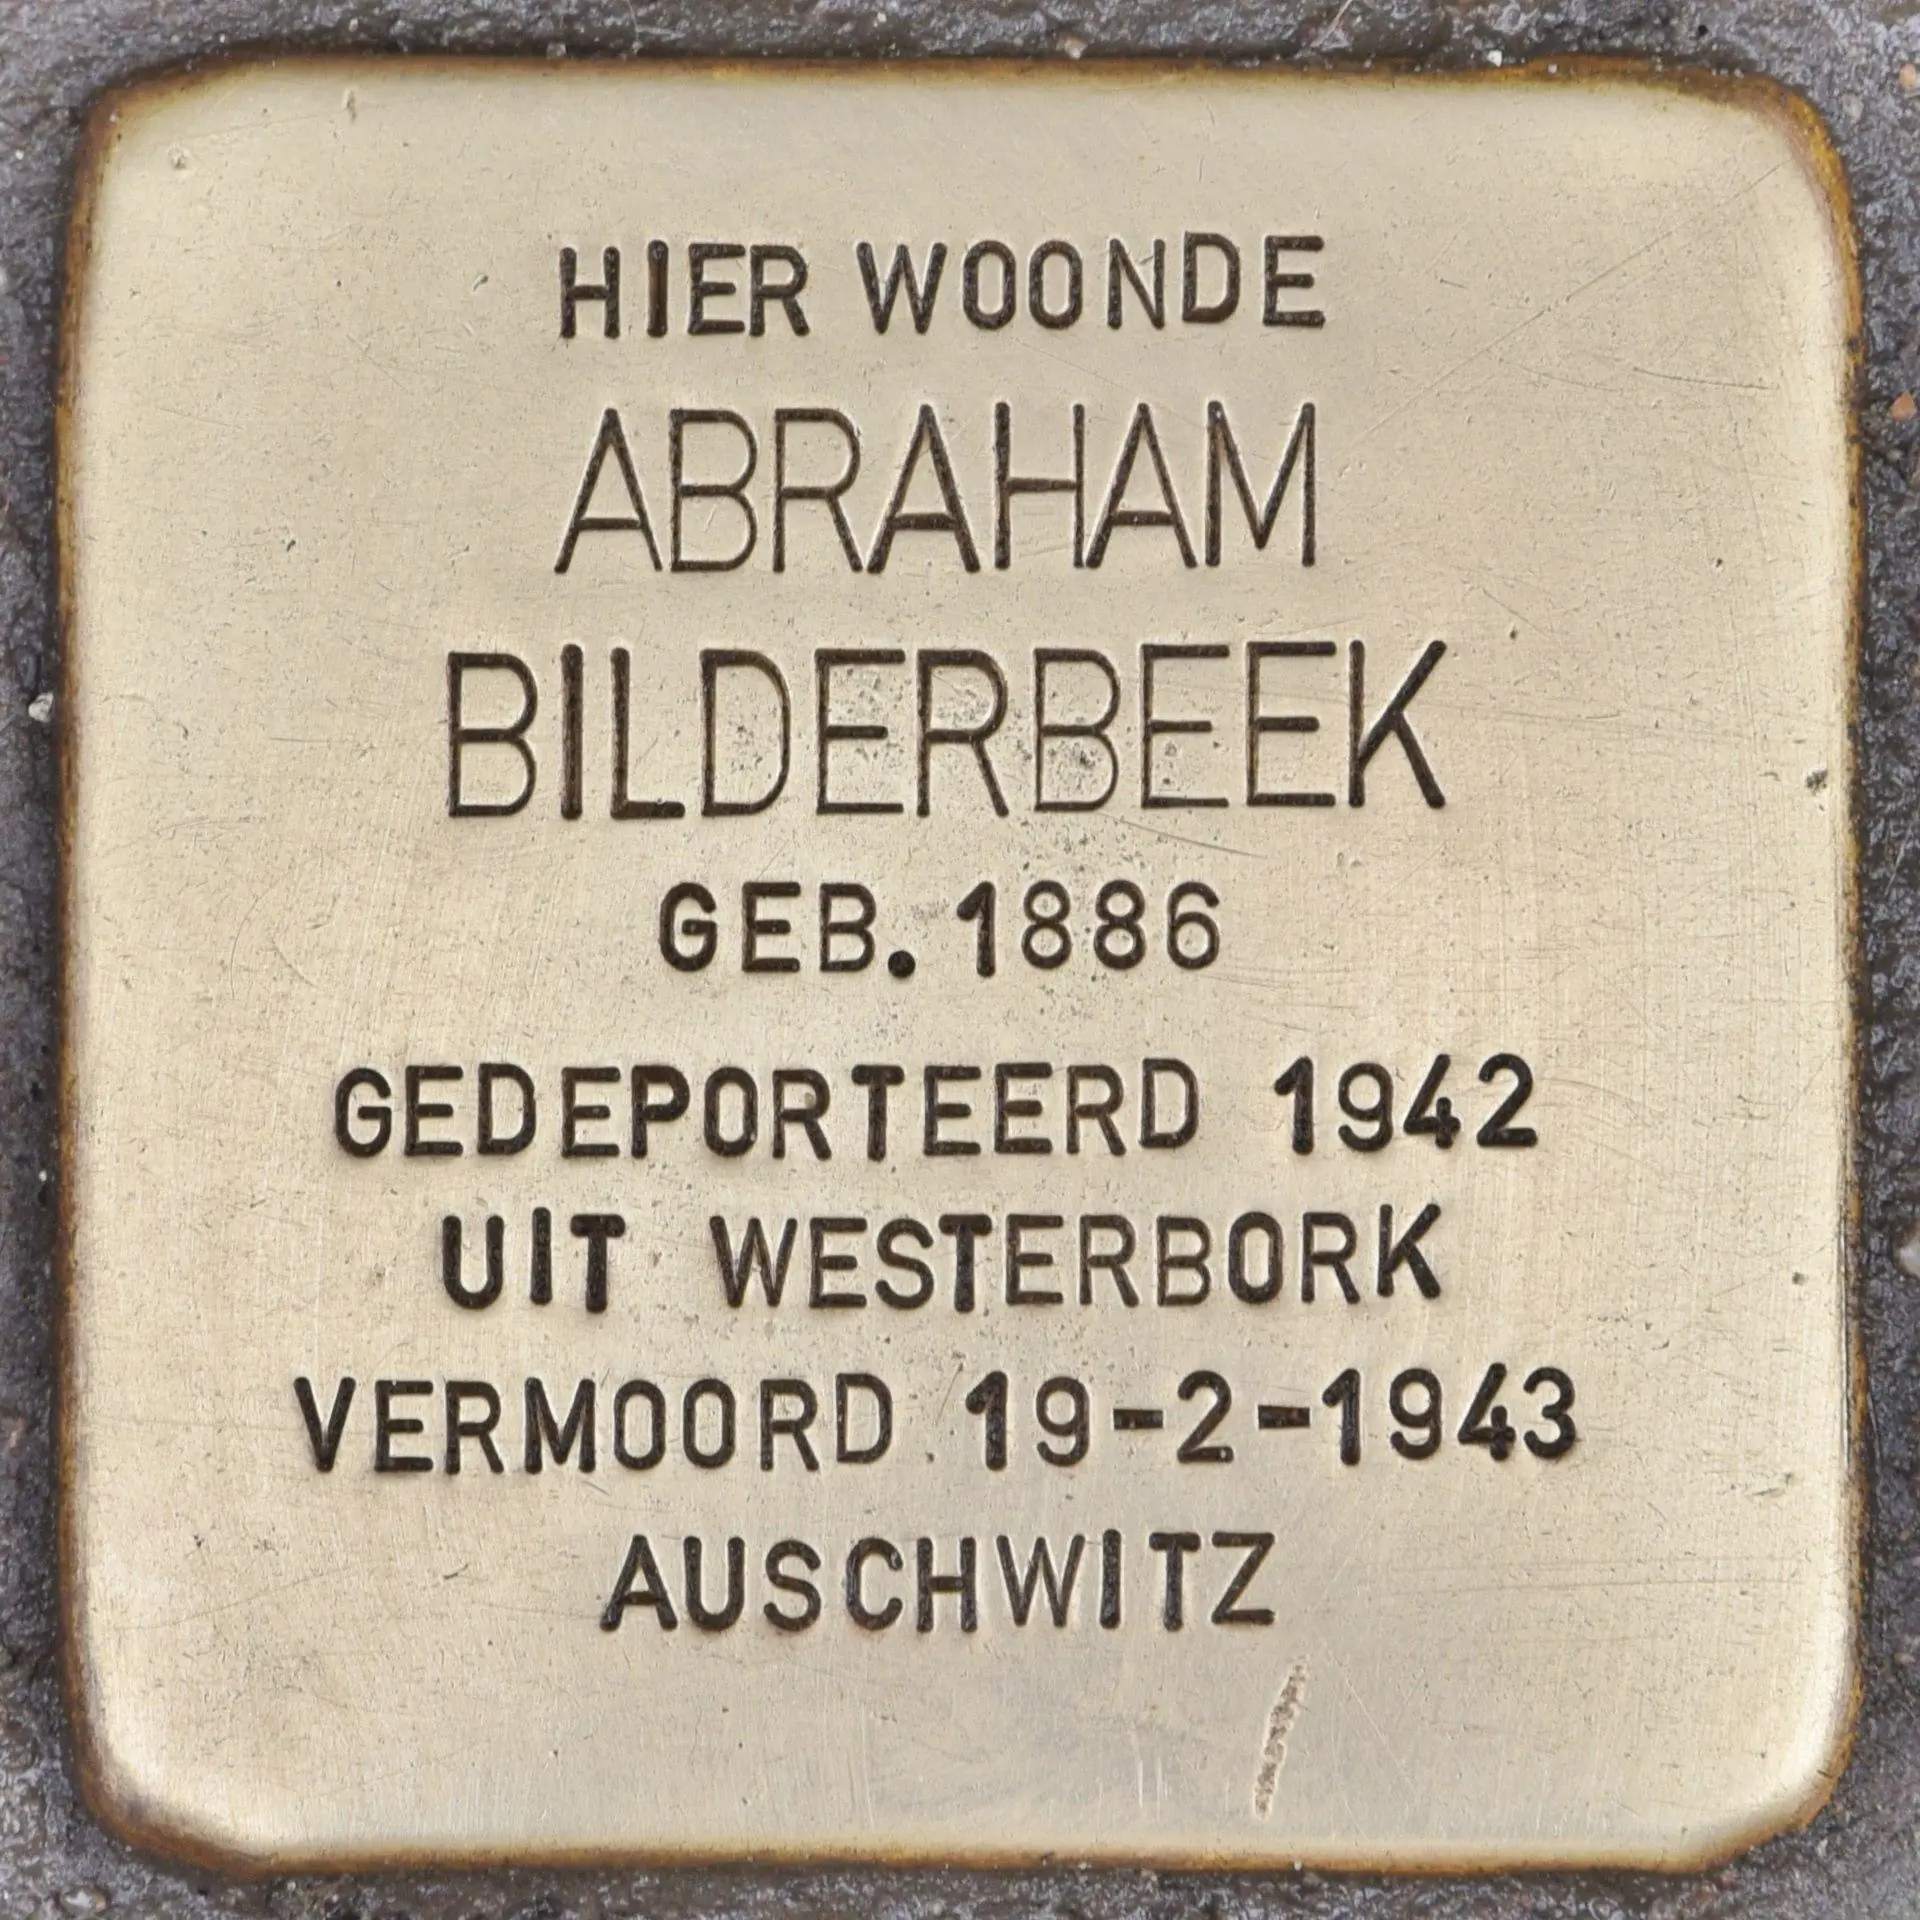 HIER WOONDE
ABRAHAM
BILDERBEEK
GEB. 1886
GEDEPORTEERD 1942
UIT WESTERBORK
VERMOORD 19-2-1943
AUSCHWITZ